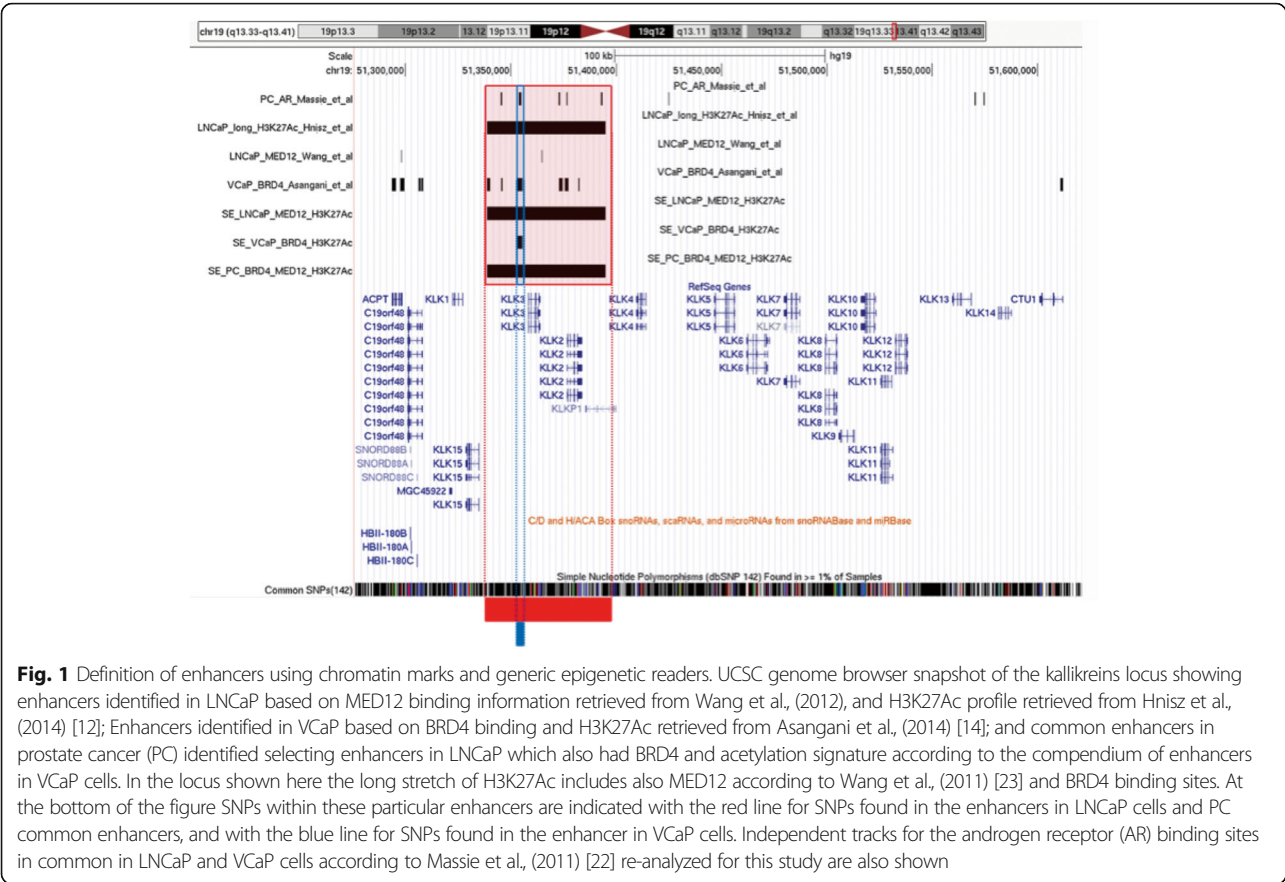 chr19 (q13.33-q13.41) 19p13.3 19p13.2 13.12 19p13.11 19p12 19q12 q13.11 q13.12 19q13.2 q13.32 19q13.33 13.41 q13.42 q13.43
Scale 100 kb hg19
chr19: 51,300,000 51,350,000 51,400,000 51,450,000 51,500,000 51,550,000 51,600,000
PC_AR_Massie_et_al
PC_AR_Massie_et_al
LNCaP_long_H3K27Ac_Hnisz_et_al
LNCaP_long_H3K27Ac_Hnisz_et_al
LNCaP_MED12_Wang_et_al
LNCaP_MED12_Wang_et_al
VCaP_BRD4_Asangani_et_al
VCaP_BRD4_Asangani_et_al
SE_LNCaP_MED12_H3K27Ac
SE_LNCaP_MED12_H3K27Ac
SE_VCaP_BRD4_H3K27Ac
SE_VCaP_BRD4_H3K27Ac
SE_PC_BRD4_MED12_H3K27Ac
SE_PC_BRD4_MED12_H3K27Ac
RefSeq Genes
ACPT KLK1 KLK3 KLK4 KLK5 KLK7 KLK10 KLK13 CTU1
C19orf48 KLK3 KLK4 KLK5 KLK7 KLK10 KLK14
C19orf48 KLK3 KLK4 KLK5 KLK7 KLK10
C19orf48 KLK2 KLK6 KLK8 KLK12
C19orf48 KLK2 KLK6 KLK8 KLK12
C19orf48 KLK2 KLK6 KLK8 KLK12
C19orf48 KLK2 KLK7 KLK11
C19orf48 KLK2 KLK8
C19orf48 KLKP1 KLK8
C19orf48 KLK8
C19orf48 KLK9
SNORD88B KLK15 KLK11
SNORD88A KLK15 KLK11
SNORD88C KLK15 KLK11
MGC45922
KLK15
C/D and H/ACA Box snoRNAs, scaRNAs, and microRNAs from snoRNABase and miRBase
HBII-180B
HBII-180A
HBII-180C
Simple Nucleotide Polymorphisms (dbSNP 142) Found in >= 1% of Samples
Common SNPs(142)
Fig. 1 Definition of enhancers using chromatin marks and generic epigenetic readers. UCSC genome browser snapshot of the kallikreins locus showing
enhancers identified in LNCaP based on MED12 binding information retrieved from Wang et al., (2012), and H3K27Ac profile retrieved from Hnisz et al.,
(2014) [12]; Enhancers identified in VCaP based on BRD4 binding and H3K27Ac retrieved from Asangani et al., (2014) [14]; and common enhancers in
prostate cancer (PC) identified selecting enhancers in LNCaP which also had BRD4 and acetylation signature according to the compendium of enhancers
in VCaP cells. In the locus shown here the long stretch of H3K27Ac includes also MED12 according to Wang et al., (2011) [23] and BRD4 binding sites. At
the bottom of the figure SNPs within these particular enhancers are indicated with the red line for SNPs found in the enhancers in LNCaP cells and PC
common enhancers, and with the blue line for SNPs found in the enhancer in VCaP cells. Independent tracks for the androgen receptor (AR) binding sites
in common in LNCaP and VCaP cells according to Massie et al., (2011) [22] re-analyzed for this study are also shown